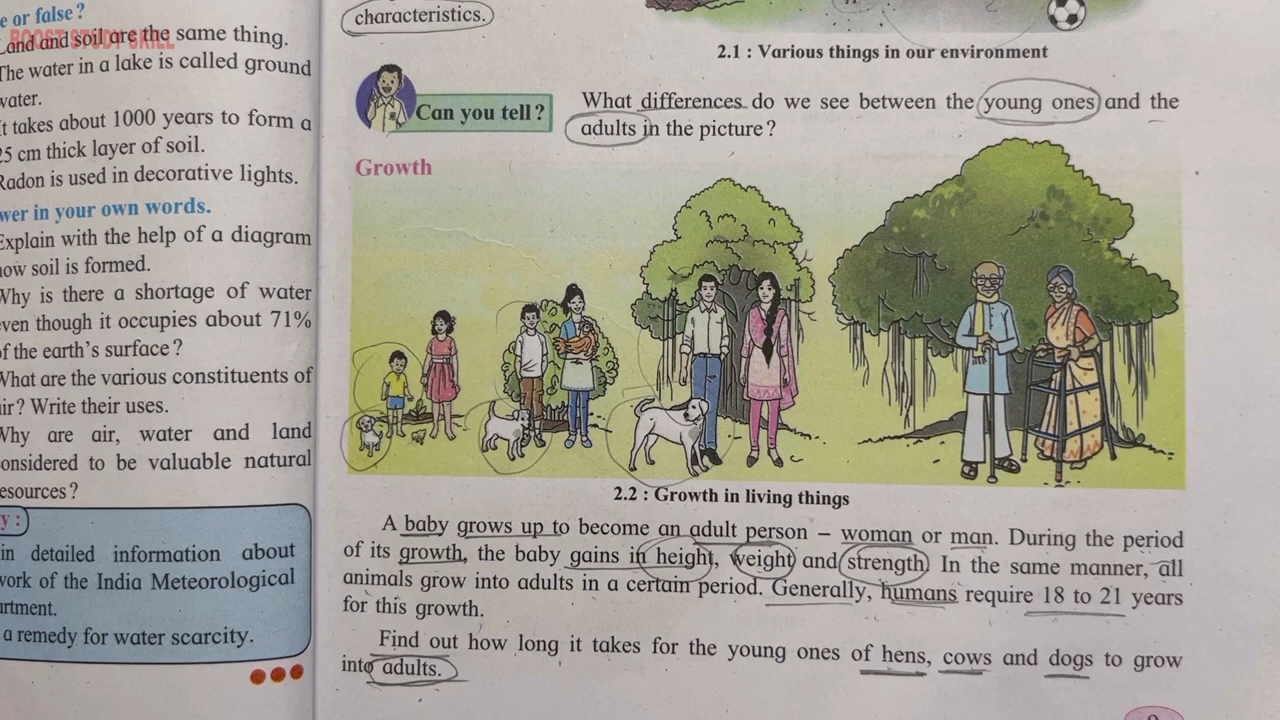 e or false?
BOOST STUDY SKILL
Land and soil are the same thing.
The water in a lake is called ground
water.
It takes about 1000 years to form a
25 cm thick layer of soil.
Radon is used in decorative lights.
wer in your own words.
Explain with the help of a diagram
how soil is formed.
Why is there a shortage of water
even though it occupies about 71%
of the earth's surface?
What are the various constituents of
air? Write their uses.
Why are air, water and land
considered to be valuable natural
resources?
y :
in detailed information about
work of the India Meteorological
artment.
a remedy for water scarcity.
characteristics.
2.1 : Various things in our environment
Can you tell?
What differences do we see between the young ones and the
adults in the picture?
Growth
2.2 : Growth in living things
A baby grows up to become an adult person – woman or man. During the period
of its growth, the baby gains in height, weight and strength. In the same manner, all
animals grow into adults in a certain period. Generally, humans require 18 to 21 years
for this growth.
Find out how long it takes for the young ones of hens, cows and dogs to grow
into adults.